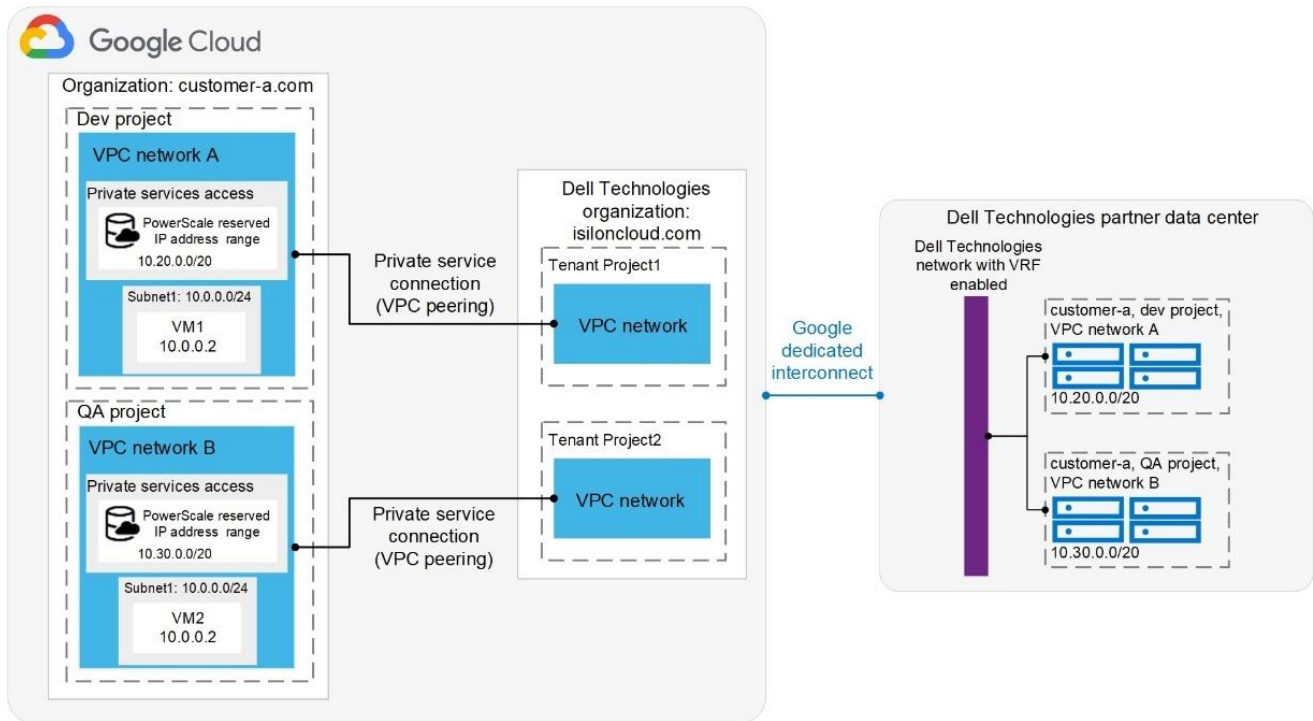 Google Cloud
Organization: customer-a.com
Dev project
VPC network A
Private services access
PowerScale reserved
IP address range
10.20.0.0/20
Subnet1: 10.0.0.0/24
VM1
10.0.0.2
QA project
VPC network B
Private services access
PowerScale reserved
IP address range
10.30.0.0/20
Subnet1: 10.0.0.0/24
VM2
10.0.0.2
Private service
connection
(VPC peering)
Private service
connection
(VPC peering)
Dell Technologies
organization:
isiloncloud.com
Tenant Project1
VPC network
Tenant Project2
VPC network
Google
dedicated
interconnect
Dell Technologies partner data center
Dell Technologies
network with VRF
enabled
customer-a, dev project,
VPC network A
10.20.0.0/20
customer-a, QA project,
VPC network B
10.30.0.0/20